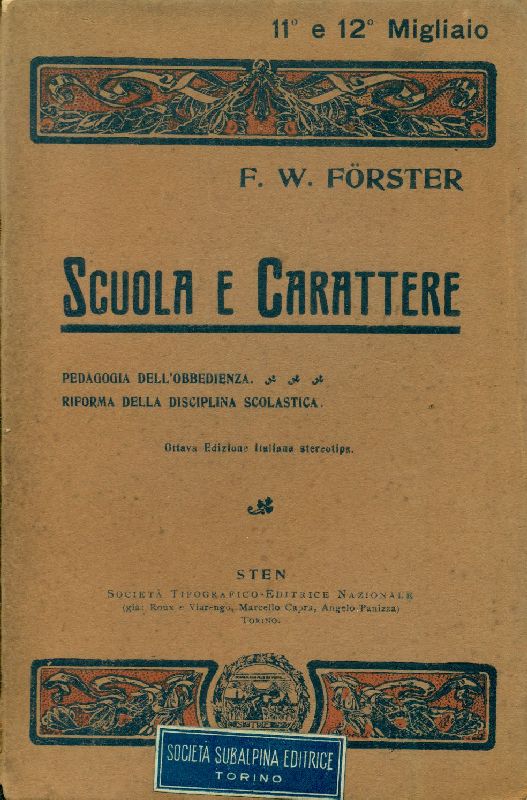 11° e 12° Migliaio
F. W. FÖRSTER
SCUOLA E CARATTERE
PEDAGOGIA DELL'OBBEDIENZA.
RIFORMA DELLA DISCIPLINA SCOLASTICA.
Ottava Edizione Italiana stereotipa.
STEN
SOCIETÀ TIPOGRAFICO-EDITRICE NAZIONALE
(già: Roux e Viarengo, Marcello Capra, Angelo Panizza)
TORINO.
SOCIETÀ SUBALPINA EDITRICE
TORINO